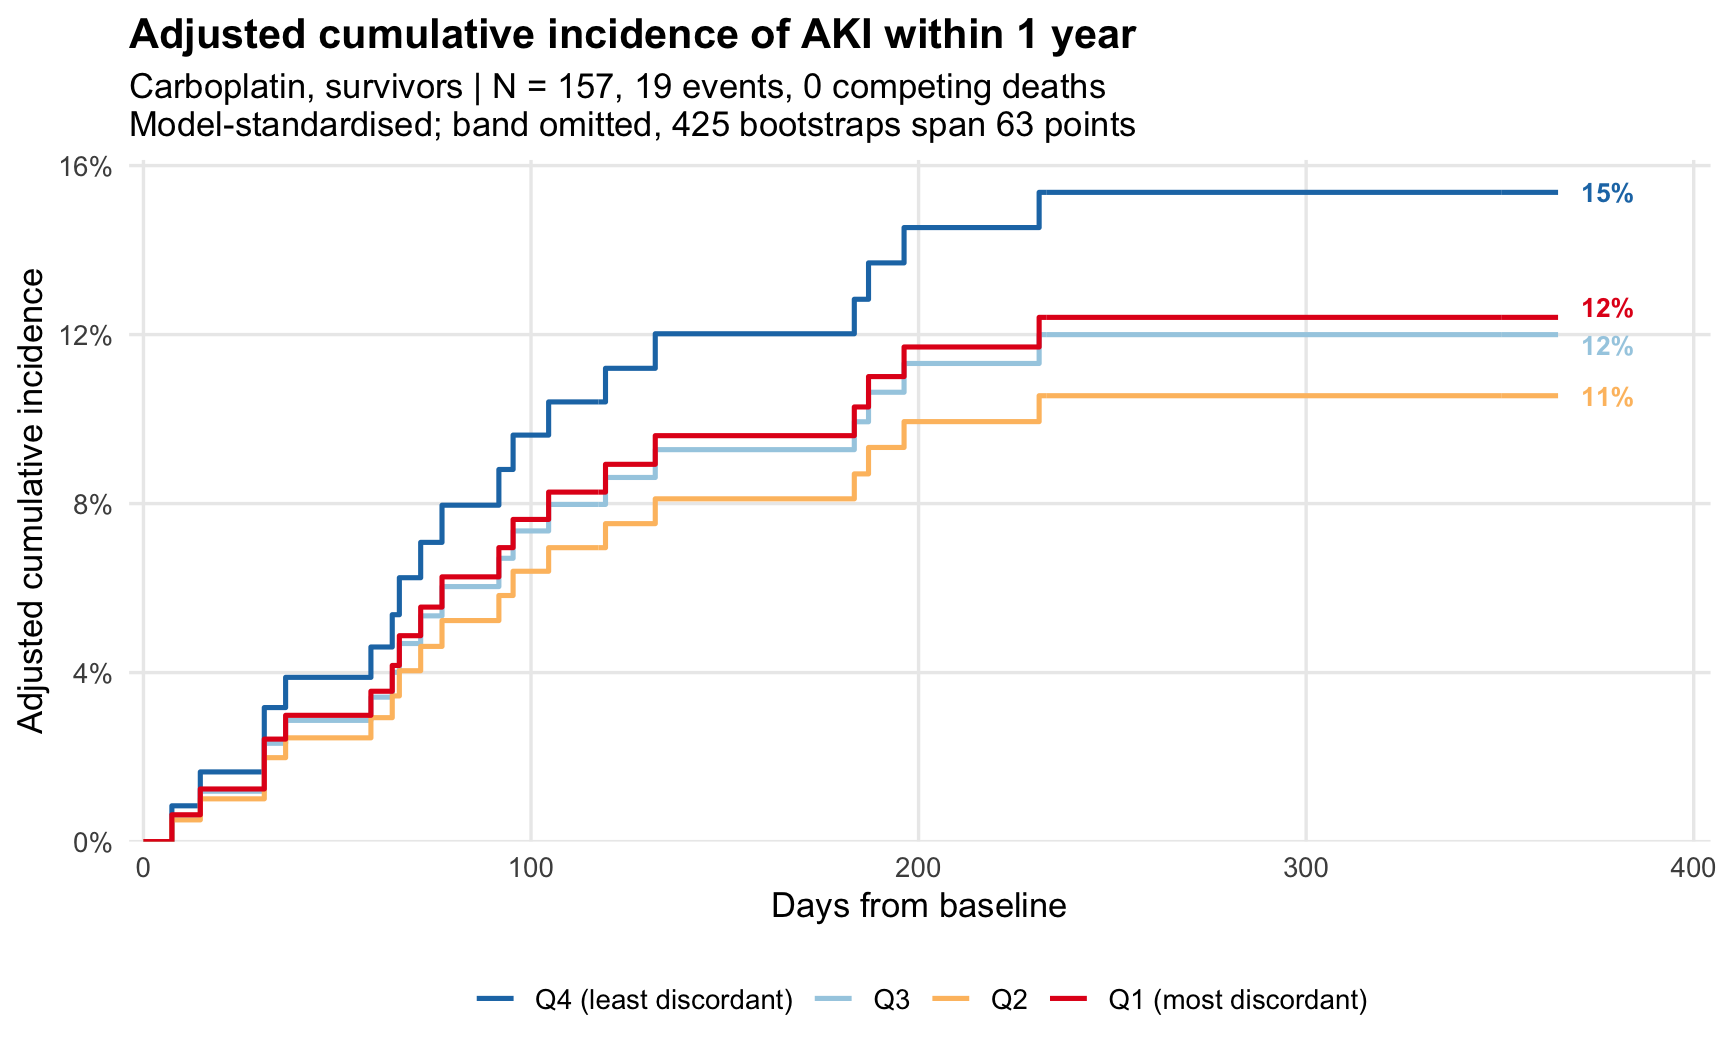 Adjusted cumulative incidence of AKI within 1 year
Carboplatin, survivors | N = 157, 19 events, 0 competing deaths
Model-standardised; band omitted, 425 bootstraps span 63 points
Adjusted cumulative incidence
16%
12%
8%
4%
0%
15%
12%
12%
11%
0
100
200
300
400
Days from baseline
Q4 (least discordant)
Q3
Q2
Q1 (most discordant)